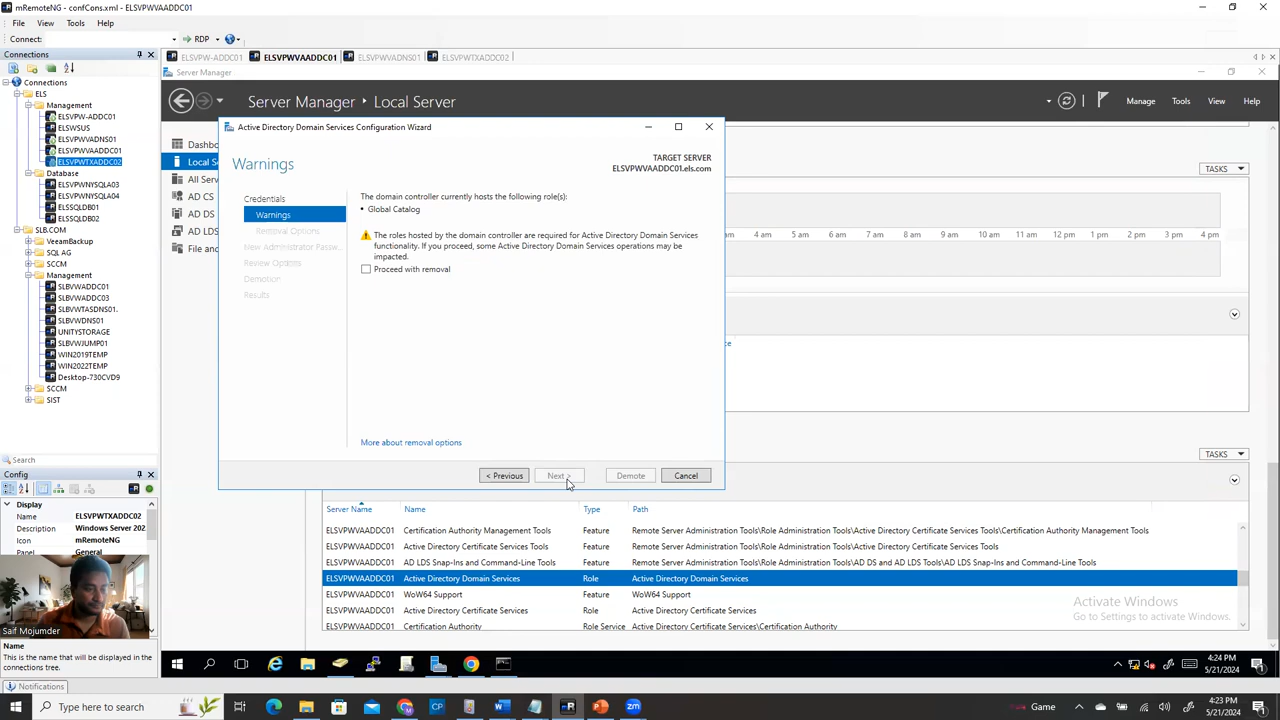 mRemoteNG - confCons.xml - ELSVPWVAADDC01
File View Tools Help
Connect: RDP
Connections
ELSVPW-ADDC01 ELSVPWVAADDC01 ELSVPWVADNS01 ELSVPWTXADDC02
Server Manager
Connections
ELS
Management
ELSVPW-ADDC01
ELSWSUS
ELSVPWVADNS01
ELSVPWVAADDC01
ELSVPWTXADDC02
Database
ELSVPWNYSQLA03
ELSVPWNYSQLA04
ELSSQLDB01
ELSSQLDB02
SLB.COM
VeeamBackup
SQL AG
SCCM
Management
SLBVWADDC01
SLBVWADDC03
SLBVWTASDNS01.
SLBVWDNS01
UNITYSTORAGE
SLBVWJUMP01
WIN2019TEMP
WIN2022TEMP
Desktop-730CVD9
SCCM
SIST
Server Manager Local Server
Manage Tools View Help
Dashbo
Local Se
All Serv
AD CS
AD DS
AD LDS
File and
Active Directory Domain Services Configuration Wizard
Warnings
TARGET SERVER
ELSVPWVAADDC01.els.com
Credentials
Warnings
Removal Options
New Administrator Passw...
Review Options
Demotion
Results
The domain controller currently hosts the following role(s):
• Global Catalog
The roles hosted by the domain controller are required for Active Directory Domain Services
functionality. If you proceed, some Active Directory Domain Services operations may be
impacted.
Proceed with removal
More about removal options
< Previous Next > Demote Cancel
TASKS
am 8 am 9 am 10 am 11 am 12 pm 1 pm 2 pm 3 pm 4 pm
TASKS
Server Name Name Type Path
ELSVPWVAADDC01 Certification Authority Management Tools Feature Remote Server Administration Tools\Role Administration Tools\Active Directory Certificate Services Tools\Certification Authority Management Tools
ELSVPWVAADDC01 Active Directory Certificate Services Tools Feature Remote Server Administration Tools\Role Administration Tools\Active Directory Certificate Services Tools
ELSVPWVAADDC01 AD LDS Snap-Ins and Command-Line Tools Feature Remote Server Administration Tools\Role Administration Tools\AD DS and AD LDS Tools\AD LDS Snap-Ins and Command-Line Tools
ELSVPWVAADDC01 Active Directory Domain Services Role Active Directory Domain Services
ELSVPWVAADDC01 WoW64 Support Feature WoW64 Support
ELSVPWVAADDC01 Active Directory Certificate Services Role Active Directory Certificate Services
ELSVPWVAADDC01 Certification Authority Role Service Active Directory Certificate Services\Certification Authority
Activate Windows
Go to Settings to activate Windows.
Search
Config
Display
Name ELSVPWTXADDC02
Description Windows Server 202
Icon mRemoteNG
Panel General
Saif Mojumder
Name
This is the name that will be displayed in the
connections tree.
Notifications
4:24 PM
5/21/2024
Type here to search
Game
4:23 PM
5/21/2024